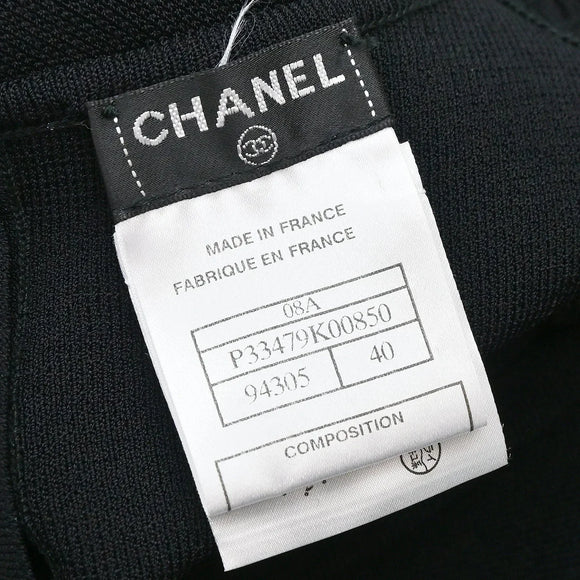 CHANEL
MADE IN FRANCE
FABRIQUE EN FRANCE
08A
P33479K00850
94305 40
COMPOSITION